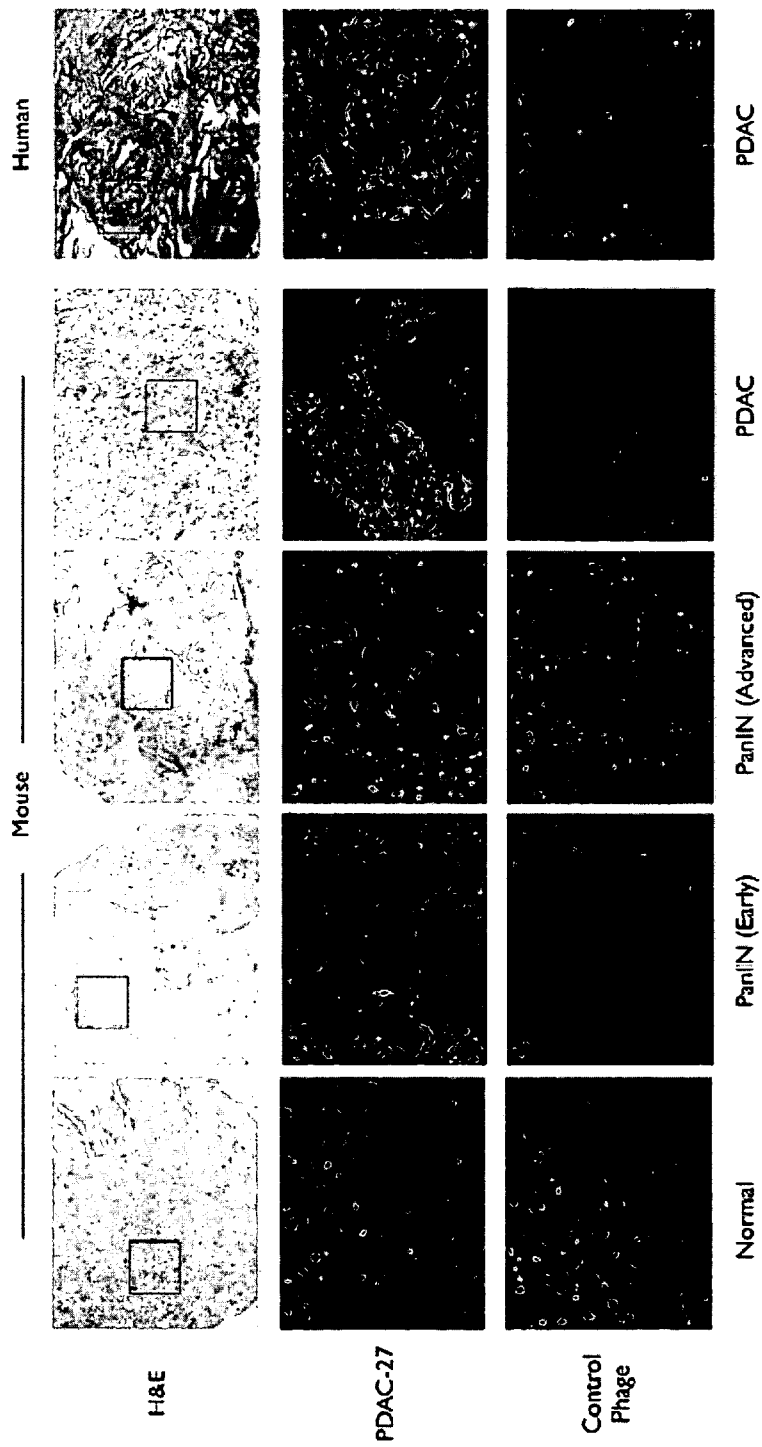 Mouse
Human
H&E
PDAC-27
Control
Phage
Normal
PanIN (Early)
PanIN (Advanced)
PDAC
PDAC